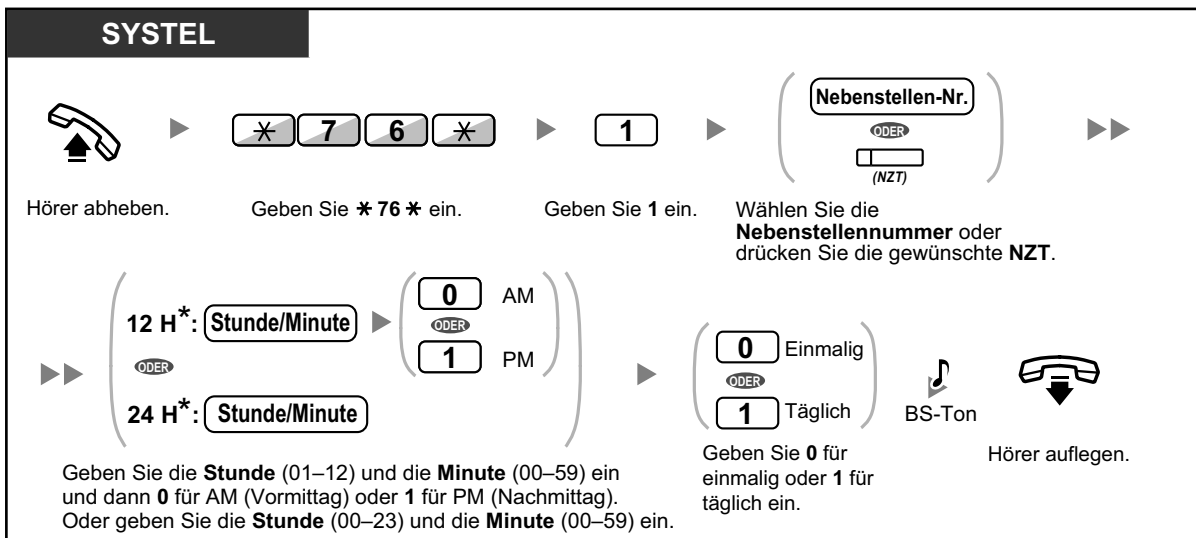 SYSTEL
Nebenstellen-Nr.
ODER
(NZT)
✳ 7 6 ✳
1
Hörer abheben.
Geben Sie ✳ 76 ✳ ein.
Geben Sie 1 ein.
Wählen Sie die
Nebenstellennummer oder
drücken Sie die gewünschte NZT.
12 H*: Stunde/Minute
0 AM
ODER
1 PM
ODER
24 H*: Stunde/Minute
0 Einmalig
ODER
1 Täglich
BS-Ton
Geben Sie die Stunde (01–12) und die Minute (00–59) ein
und dann 0 für AM (Vormittag) oder 1 für PM (Nachmittag).
Oder geben Sie die Stunde (00–23) und die Minute (00–59) ein.
Geben Sie 0 für
einmalig oder 1 für
täglich ein.
Hörer auflegen.